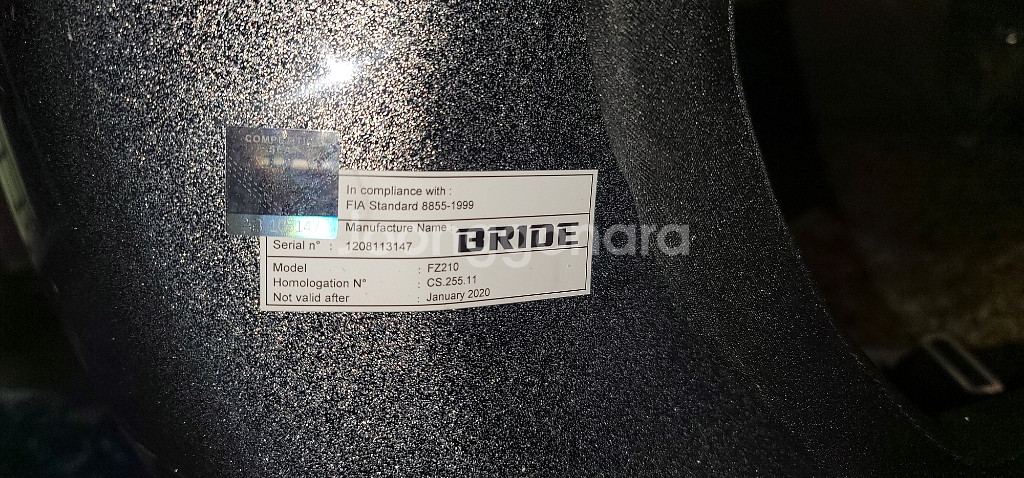 COMPETITION
In compliance with :
FIA Standard 8855-1999
Manufacture Name :
BRIDE
Serial n° : 1208113147
Model : FZ210
Homologation N° : CS.255.11
Not valid after : January 2020